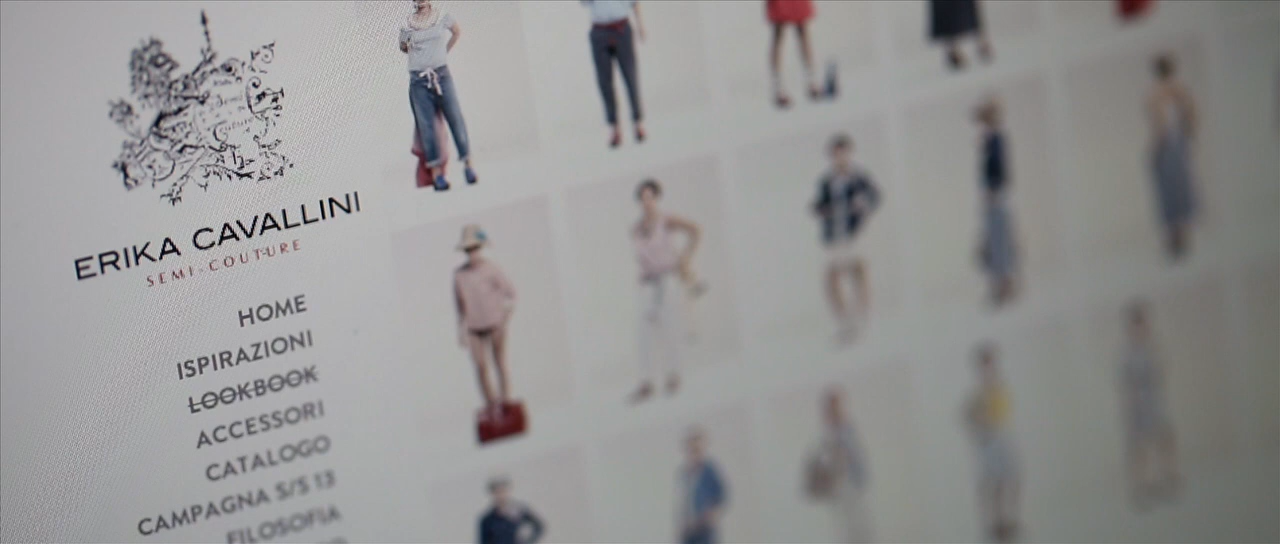 ERIKA CAVALLINI
SEMI-COUTURE
HOME
ISPIRAZIONI
LOOKBOOK
ACCESSORI
CATALOGO
CAMPAGNA S/S 13
FILOSOFIA